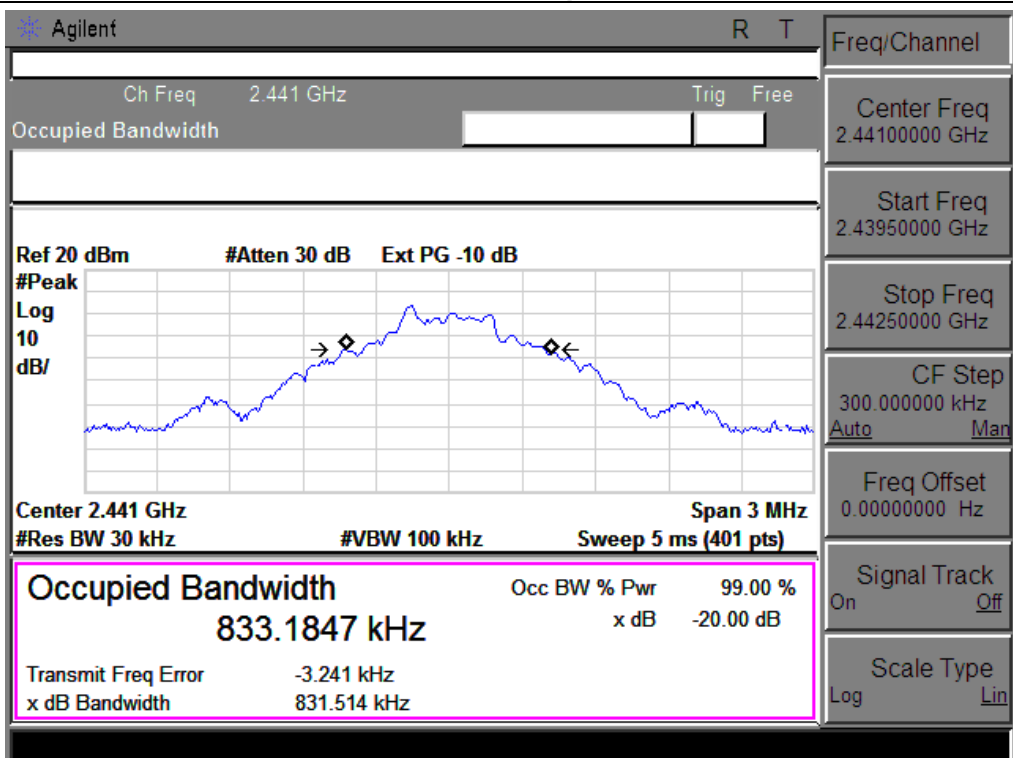 Agilent R T
Ch Freq 2.441 GHz Trig Free
Occupied Bandwidth
Ref 20 dBm #Atten 30 dB Ext PG -10 dB
#Peak
Log
10
dB/
Center 2.441 GHz Span 3 MHz
#Res BW 30 kHz #VBW 100 kHz Sweep 5 ms (401 pts)
Occupied Bandwidth
833.1847 kHz
Occ BW % Pwr 99.00 %
x dB -20.00 dB
Transmit Freq Error -3.241 kHz
x dB Bandwidth 831.514 kHz
Freq/Channel
Center Freq
2.44100000 GHz
Start Freq
2.43950000 GHz
Stop Freq
2.44250000 GHz
CF Step
300.000000 kHz
Auto Man
Freq Offset
0.00000000 Hz
Signal Track
On Off
Scale Type
Log Lin